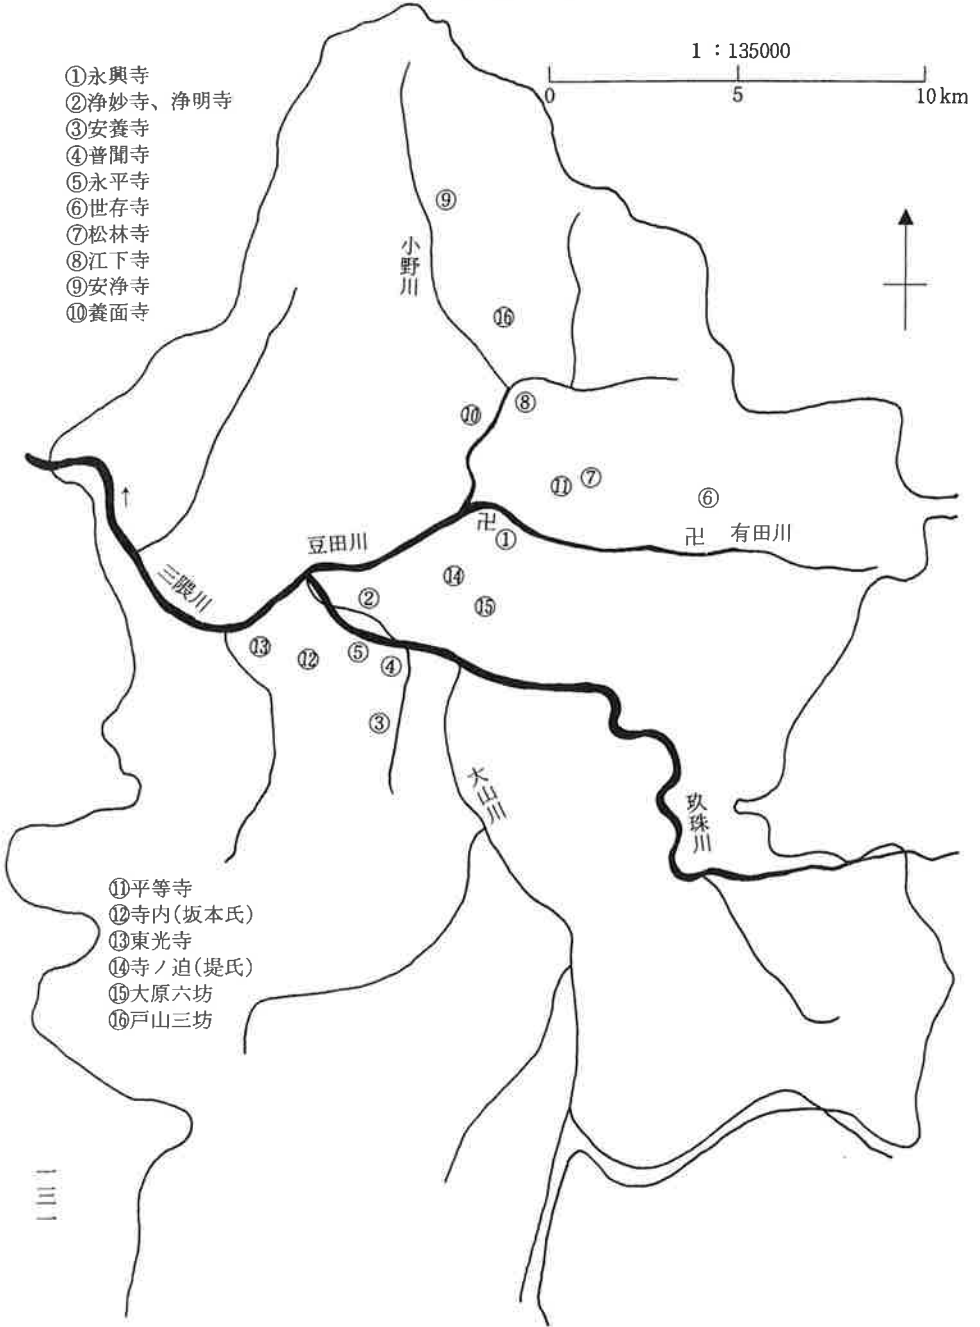 ①永興寺
②浄妙寺、浄明寺
③安養寺
④普聞寺
⑤永平寺
⑥世存寺
⑦松林寺
⑧江下寺
⑨安浄寺
⑩養面寺
1：135000
0 5 10km
⑨
小野川
⑯
⑩
⑧
⑪
⑦
⑥
卍
①
卍
有田川
豆田川
⑭
⑮
三隈川
②
⑬
⑫
⑤
④
③
大山川
玖珠川
⑪平等寺
⑫寺内(坂本氏)
⑬東光寺
⑭寺ノ迫(堤氏)
⑮大原六坊
⑯戸山三坊
一三一